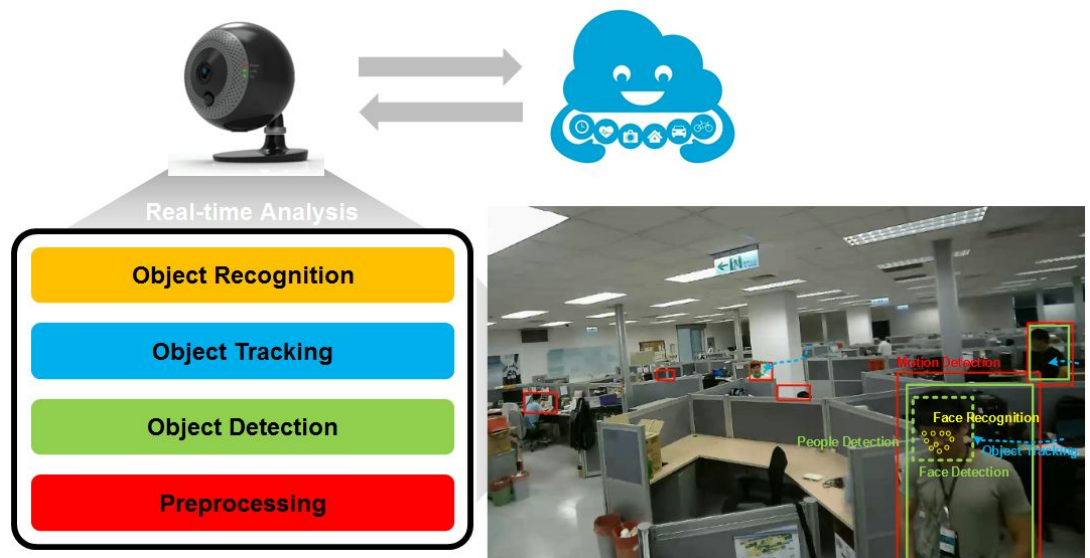 Real-time Analysis
Object Recognition
Object Tracking
Object Detection
Preprocessing
Motion Detection
Face Recognition
People Detection
Object Tracking
Face Detection